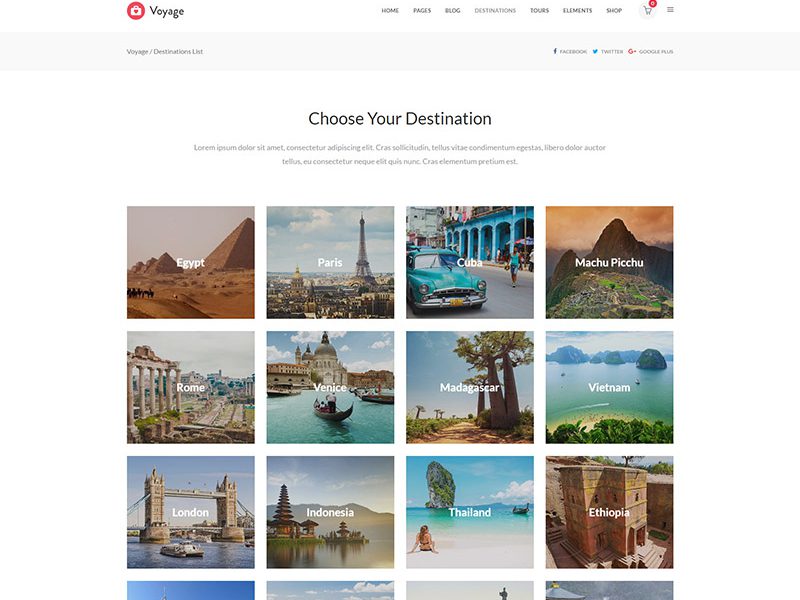 Voyage
HOME PAGES BLOG DESTINATIONS TOURS ELEMENTS SHOP 0
Voyage / Destinations List
FACEBOOK TWITTER GOOGLE PLUS
Choose Your Destination
Lorem ipsum dolor sit amet, consectetur adipiscing elit. Cras sollicitudin, tellus vitae condimentum egestas, libero dolor auctor
tellus, eu consectetur neque elit quis nunc. Cras elementum pretium est.
Egypt
Paris
Cuba
Machu Picchu
Rome
Venice
Madagascar
Vietnam
London
Indonesia
Thailand
Ethiopia